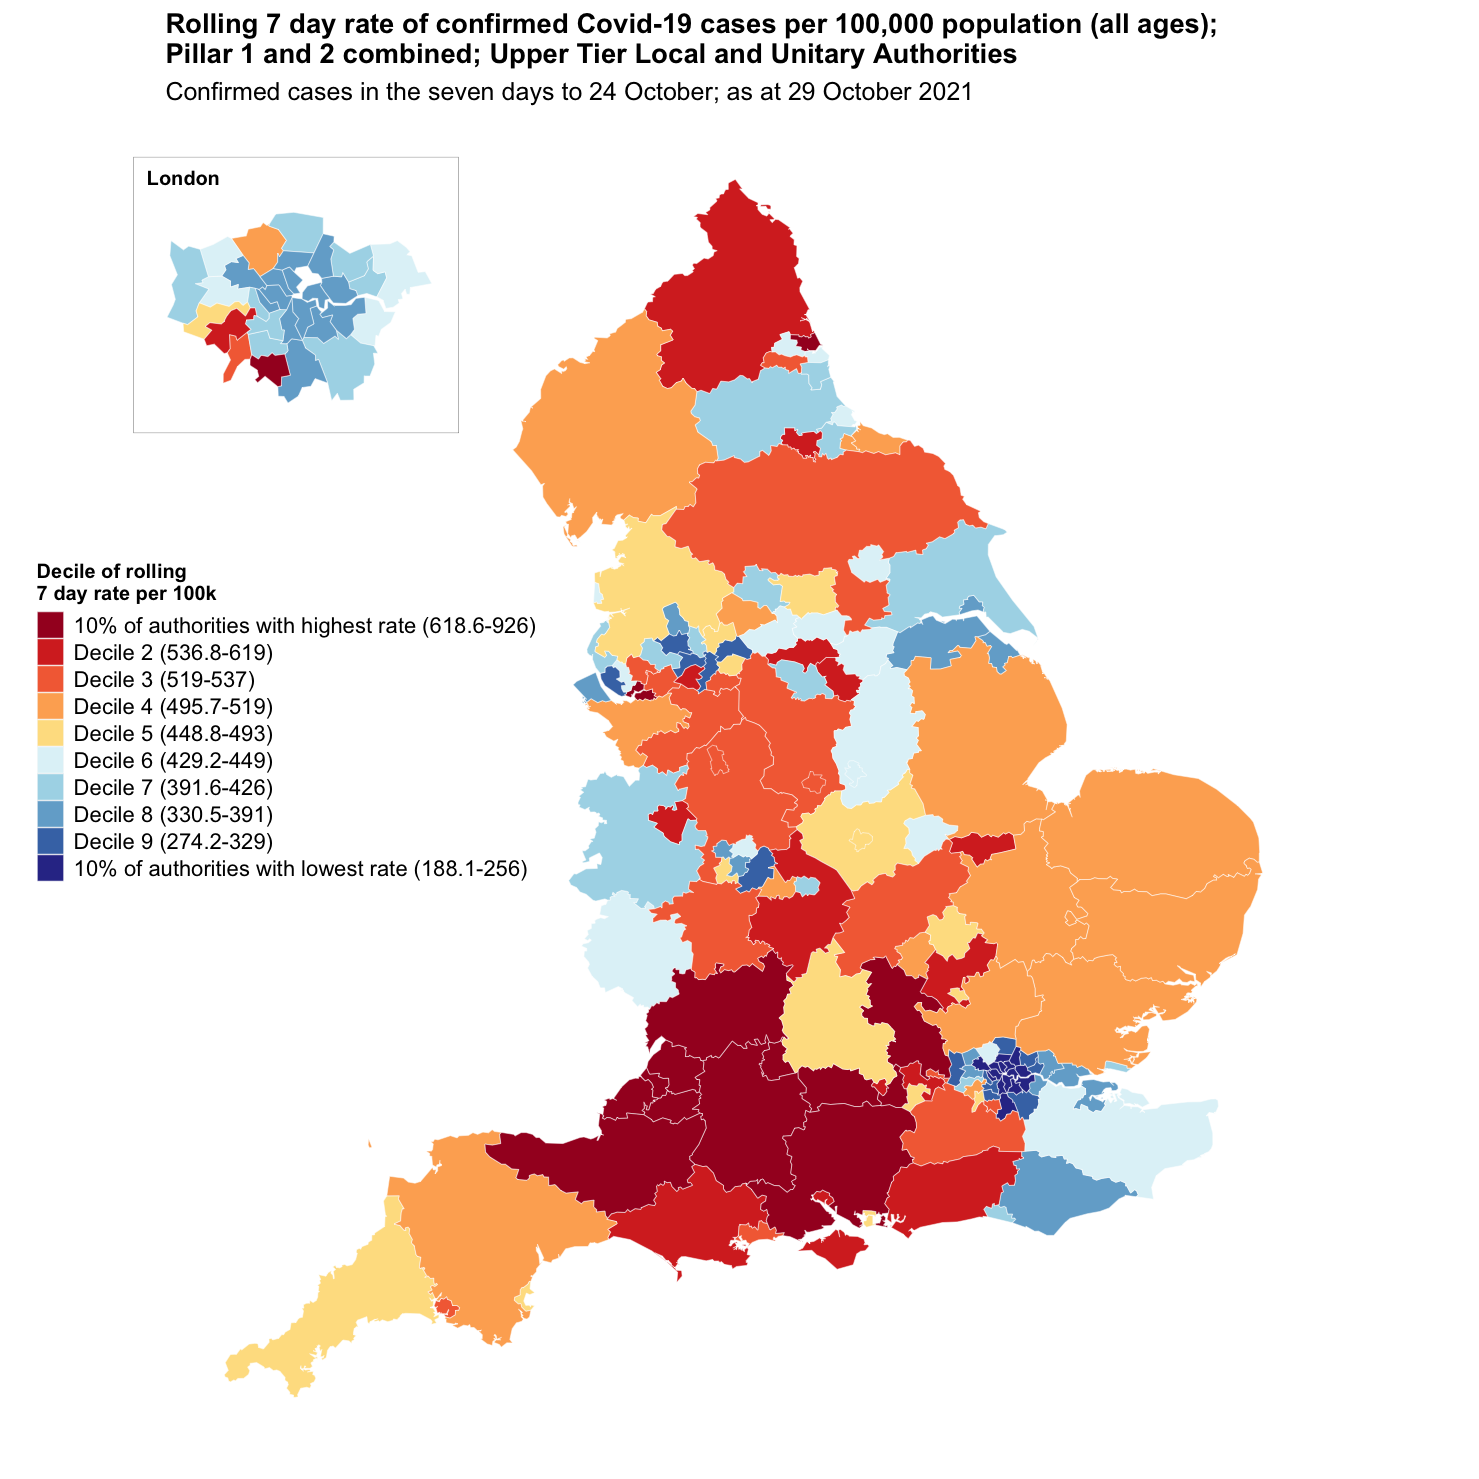 Rolling 7 day rate of confirmed Covid-19 cases per 100,000 population (all ages);
Pillar 1 and 2 combined; Upper Tier Local and Unitary Authorities
Confirmed cases in the seven days to 24 October; as at 29 October 2021
London
Decile of rolling
7 day rate per 100k
10% of authorities with highest rate (618.6-926)
Decile 2 (536.8-619)
Decile 3 (519-537)
Decile 4 (495.7-519)
Decile 5 (448.8-493)
Decile 6 (429.2-449)
Decile 7 (391.6-426)
Decile 8 (330.5-391)
Decile 9 (274.2-329)
10% of authorities with lowest rate (188.1-256)